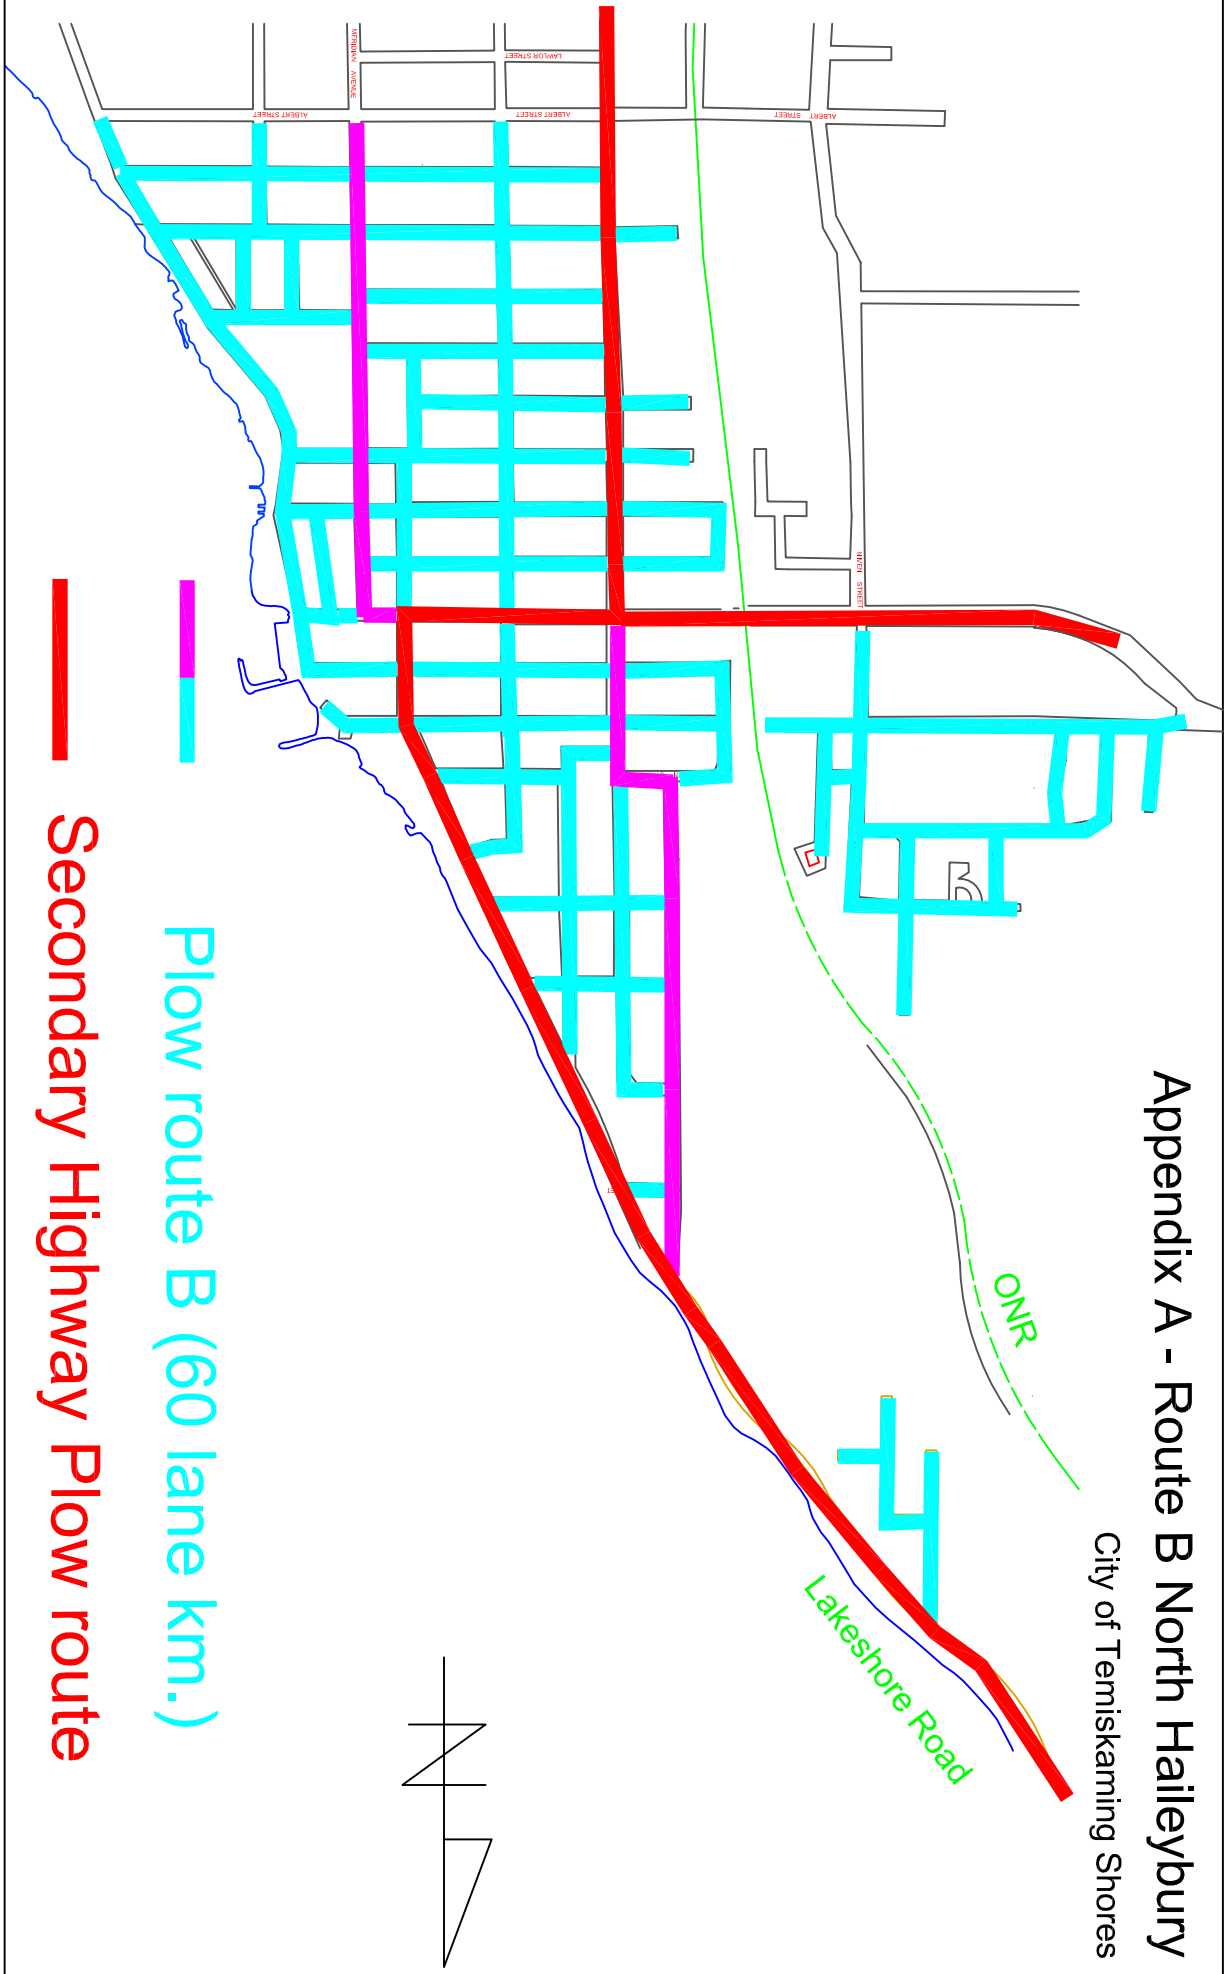 Appendix A - Route B North Haileybury
City of Temiskaming Shores
ONR
Lakeshore Road
Plow route B (60 lane km.)
Secondary Highway Plow route
MERIDIAN AVENUE
LAWLOR STREET
ALBERT STREET
ALBERT STREET
ALBERT STREET
NIVEN STREET
N